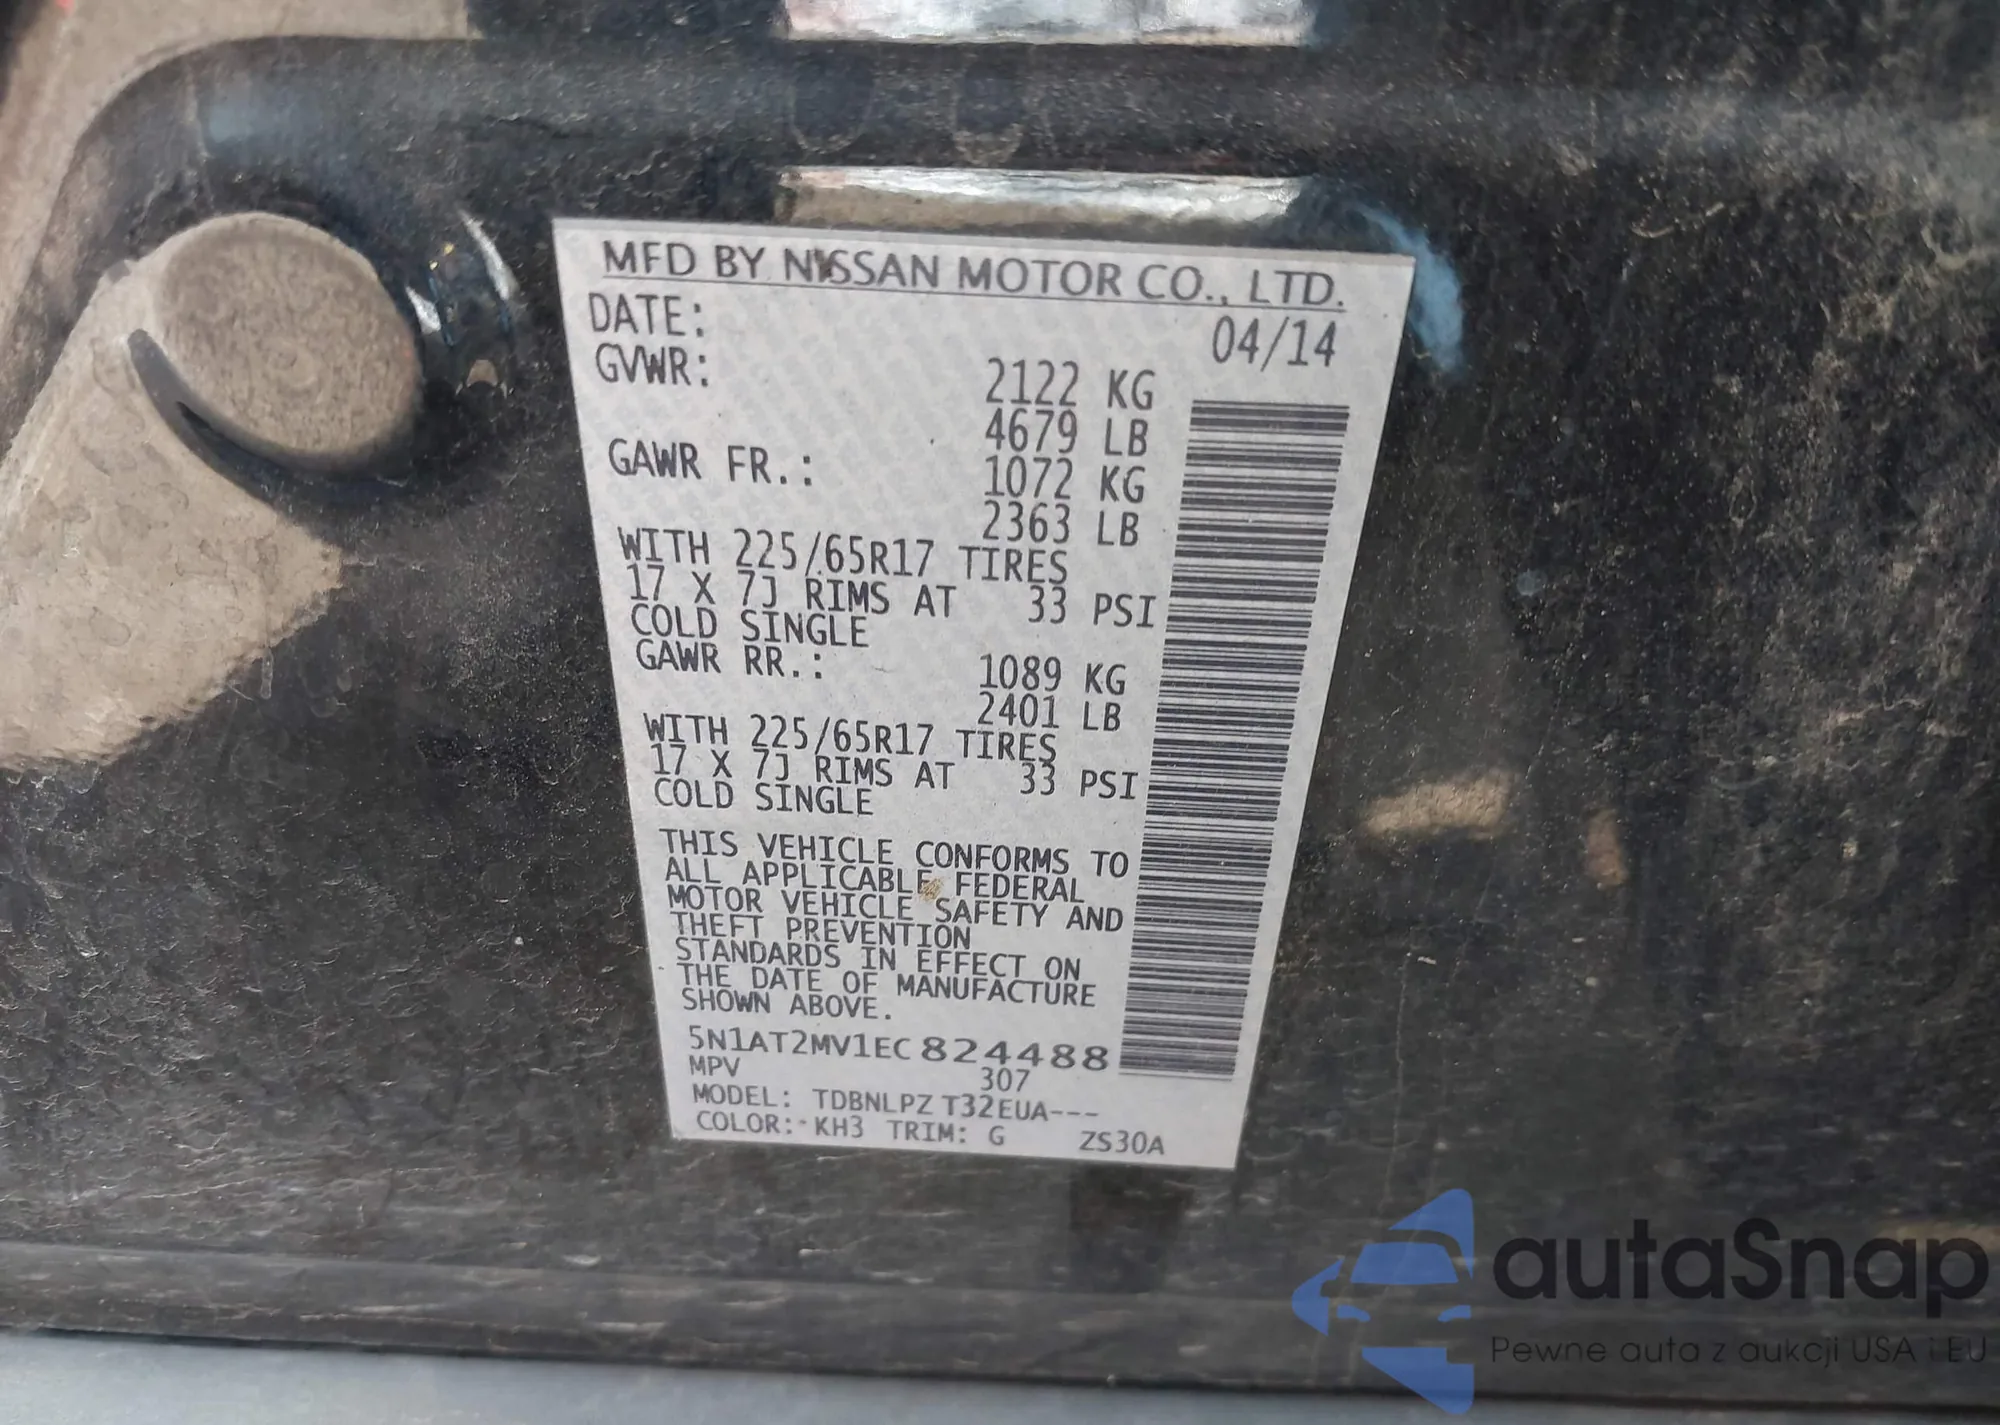 MFD BY NISSAN MOTOR CO., LTD.
DATE: 04/14
GVWR: 2122 KG
4679 LB
GAWR FR.: 1072 KG
2363 LB
WITH 225/65R17 TIRES
17 X 7J RIMS AT 33 PSI
COLD SINGLE
GAWR RR.: 1089 KG
2401 LB
WITH 225/65R17 TIRES
17 X 7J RIMS AT 33 PSI
COLD SINGLE
THIS VEHICLE CONFORMS TO
ALL APPLICABLE FEDERAL
MOTOR VEHICLE SAFETY AND
THEFT PREVENTION
STANDARDS IN EFFECT ON
THE DATE OF MANUFACTURE
SHOWN ABOVE.
5N1AT2MV1EC824488
MPV 307
MODEL: TDBNLPZ T32EUA---
COLOR: KH3 TRIM: G ZS30A
autaSnap
Pewne auta z aukcji USA i EU